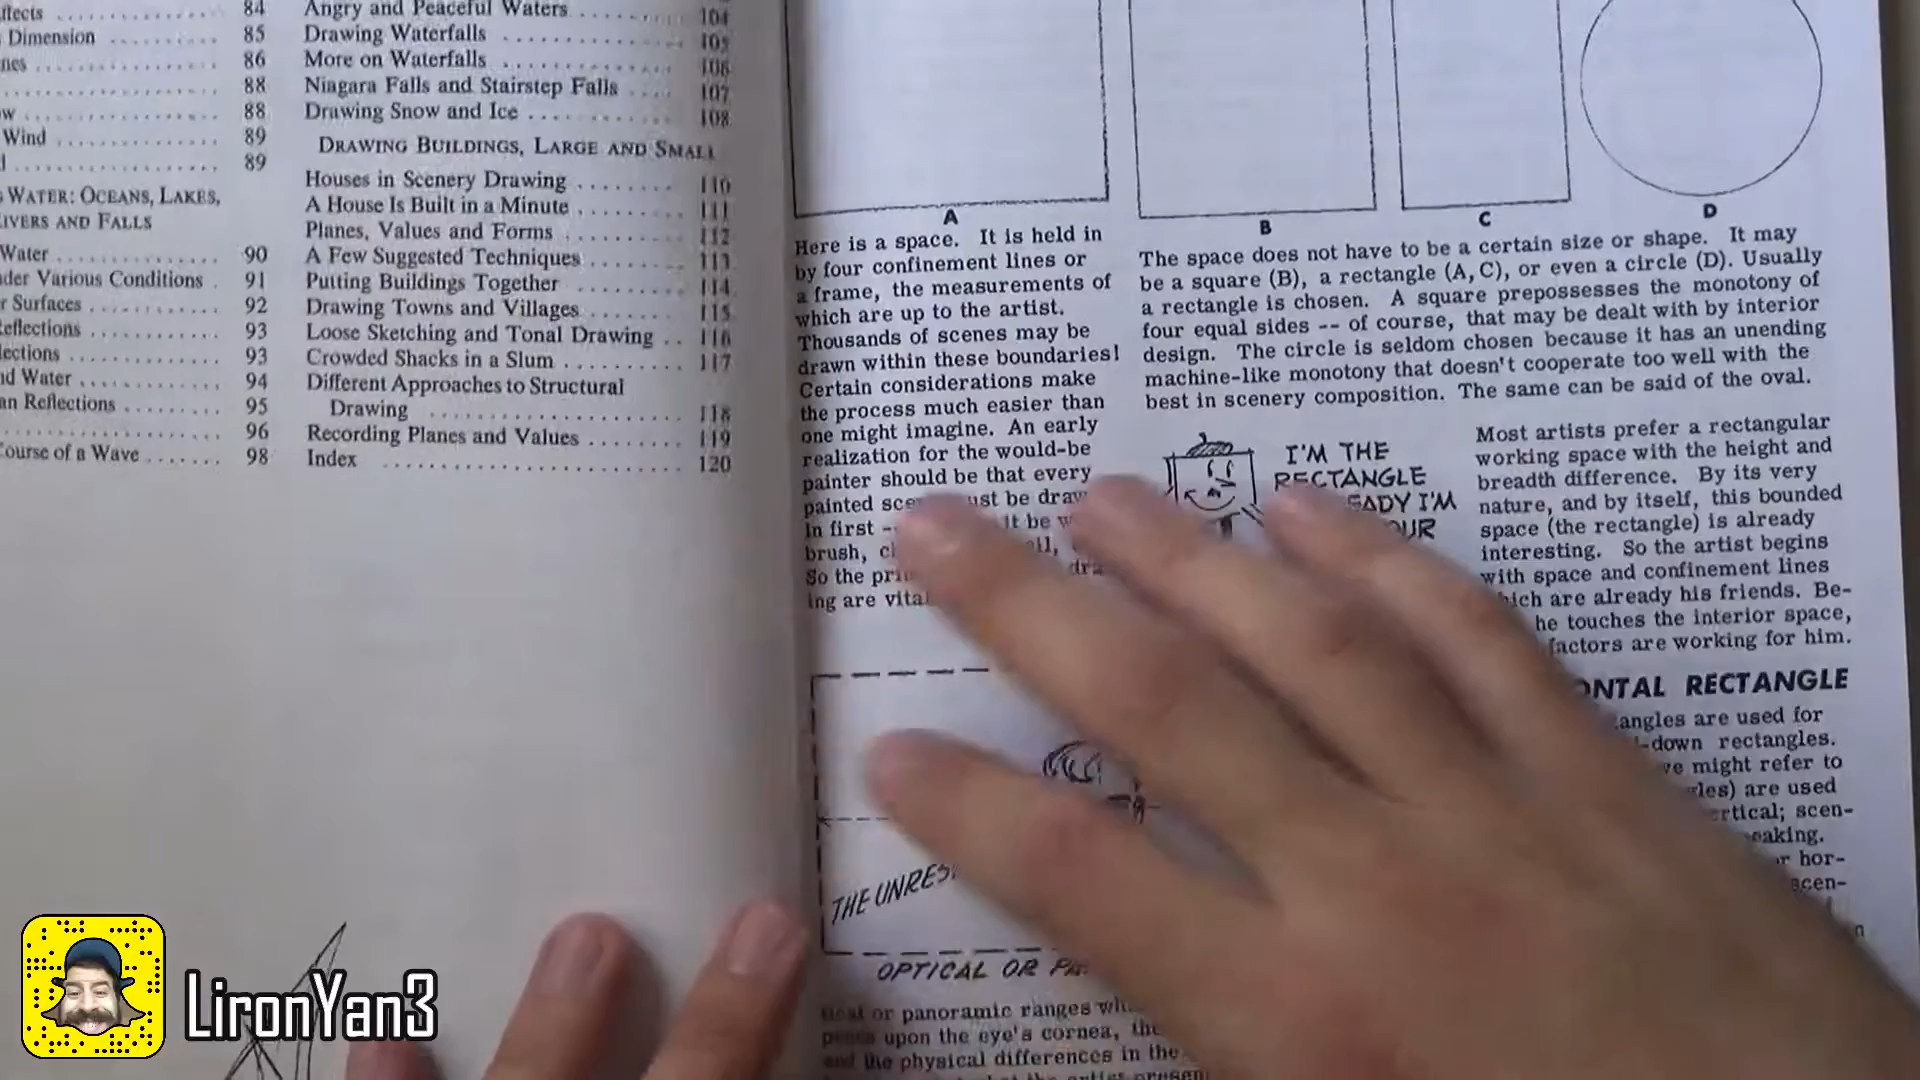 ffects 84
Dimension 85
nes 86
88
w 88
Wind 89
l 89
WATER: OCEANS, LAKES,
IVERS AND FALLS
Water 90
der Various Conditions 91
r Surfaces 92
eflections 93
lections 93
nd Water 94
an Reflections 95
96
ourse of a Wave 98
Angry and Peaceful Waters 104
Drawing Waterfalls 105
More on Waterfalls 106
Niagara Falls and Stairstep Falls 107
Drawing Snow and Ice 108
DRAWING BUILDINGS, LARGE AND SMALL
Houses in Scenery Drawing 110
A House Is Built in a Minute 111
Planes, Values and Forms 112
A Few Suggested Techniques 113
Putting Buildings Together 114
Drawing Towns and Villages 115
Loose Sketching and Tonal Drawing 116
Crowded Shacks in a Slum 117
Different Approaches to Structural
Drawing 118
Recording Planes and Values 119
Index 120
A
B
C
D
Here is a space. It is held in
by four confinement lines or
a frame, the measurements of
which are up to the artist.
Thousands of scenes may be
drawn within these boundaries!
Certain considerations make
the process much easier than
one might imagine. An early
realization for the would-be
painter should be that every
painted
In first --
brush,
So the
ing are
The space does not have to be a certain size or shape. It may
be a square (B), a rectangle (A, C), or even a circle (D). Usually
a rectangle is chosen. A square prepossesses the monotony of
four equal sides -- of course, that may be dealt with by interior
design. The circle is seldom chosen because it has an unending
machine-like monotony that doesn't cooperate too well with the
best in scenery composition. The same can be said of the oval.
I'M THE
RECTANGLE
I'M
Most artists prefer a rectangular
working space with the height and
breadth difference. By its very
nature, and by itself, this bounded
space (the rectangle) is already
interesting. So the artist begins
with space and confinement lines
which are already his friends. Be-
he touches the interior space,
factors are working for him.
ONTAL RECTANGLE
angles are used for
-down rectangles.
we might refer to
gles) are used
rtical; scen-
eaking.
or hor-
scen-
THE UNRES
OPTICAL OR
or panoramic ranges
upon the eye's cornea, the
and the physical differences in the
LironYan3